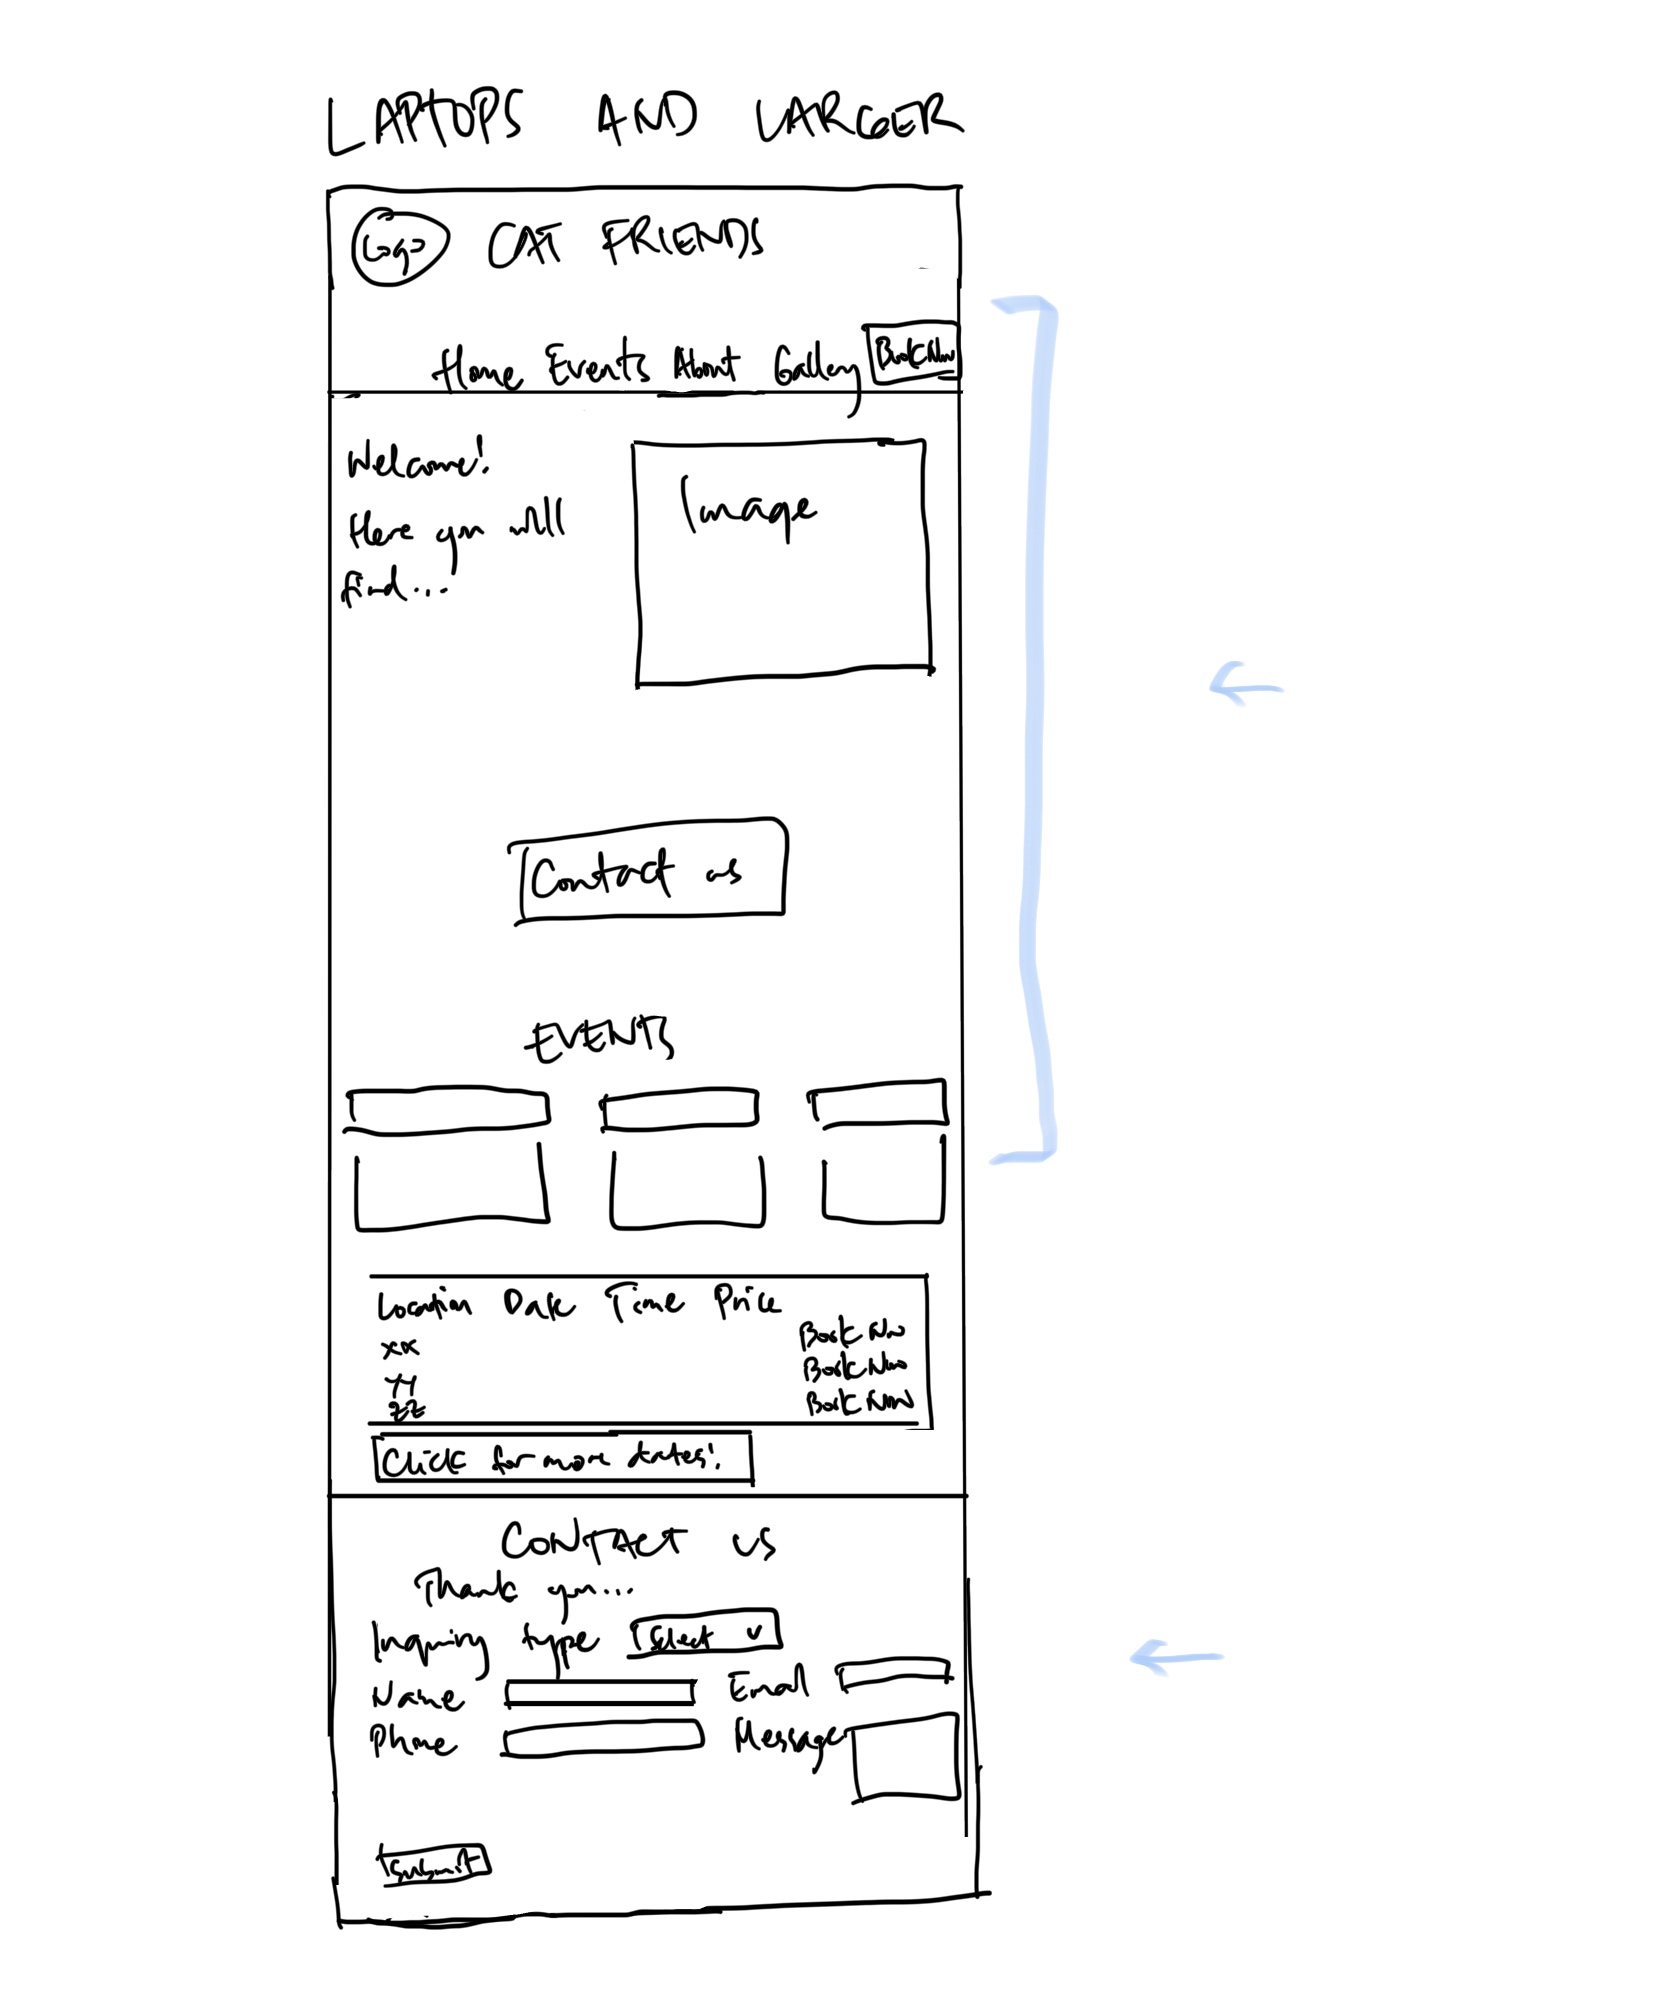 LAPTOPS AND LARGER
Logo CAT FRIENDS
Home Events About Gallery Book Now
Welcome!
Here you will
find...
Image
Contact us
EVENTS
Location Date Time Price
xx Book Now
yy Book Now
zz Book Now
Click for more dates!
CONTACT US
Thank you...
Inquiry type Select v
Name Email
Phone Message
Submit